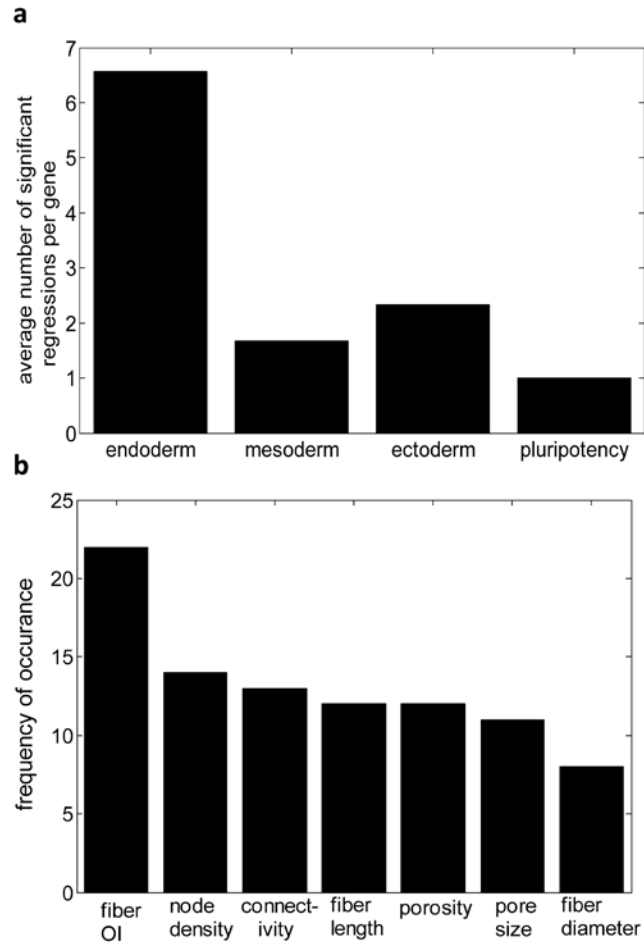 a
average number of significant
regressions per gene
7
6
5
4
3
2
1
0
endoderm mesoderm ectoderm pluripotency
b
frequency of occurance
25
20
15
10
5
0
fiber OI
node density
connect-
ivity
fiber length
porosity
pore size
fiber diameter